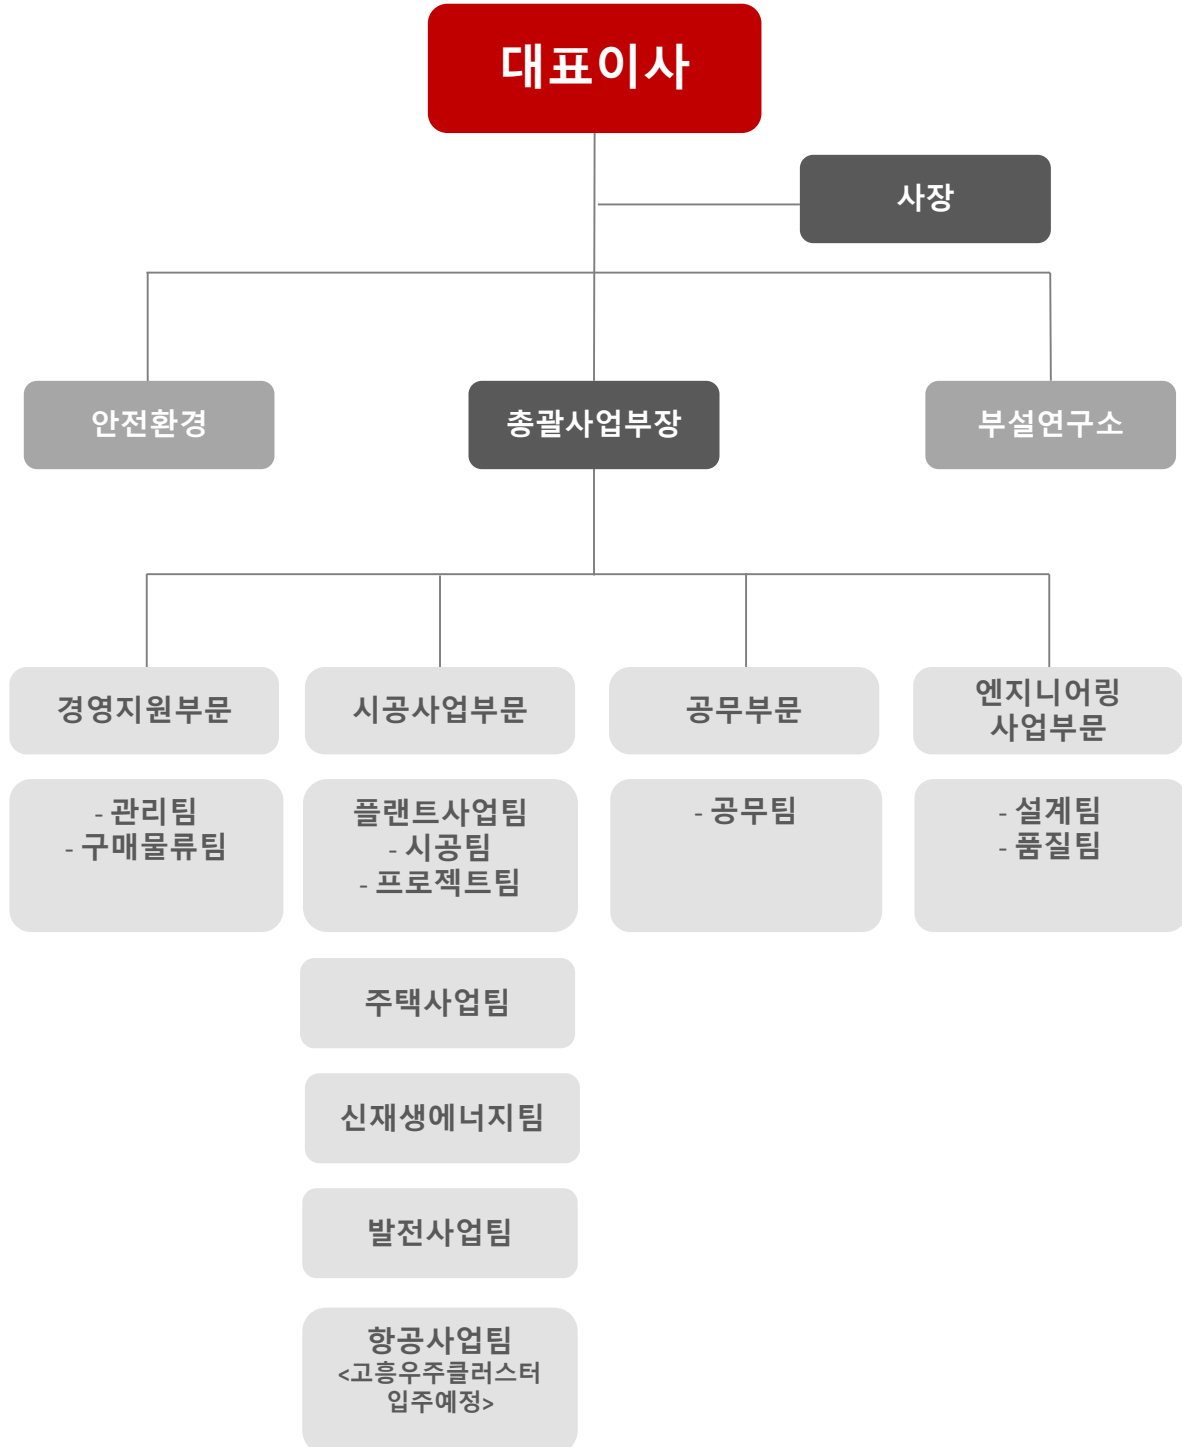 대표이사
사장
안전환경
총괄사업부장
부설연구소
경영지원부문
시공사업부문
공무부문
엔지니어링
사업부문
- 관리팀
- 구매물류팀
플랜트사업팀
- 시공팀
- 프로젝트팀
- 공무팀
- 설계팀
- 품질팀
주택사업팀
신재생에너지팀
발전사업팀
항공사업팀
<고흥우주클러스터
입주예정>